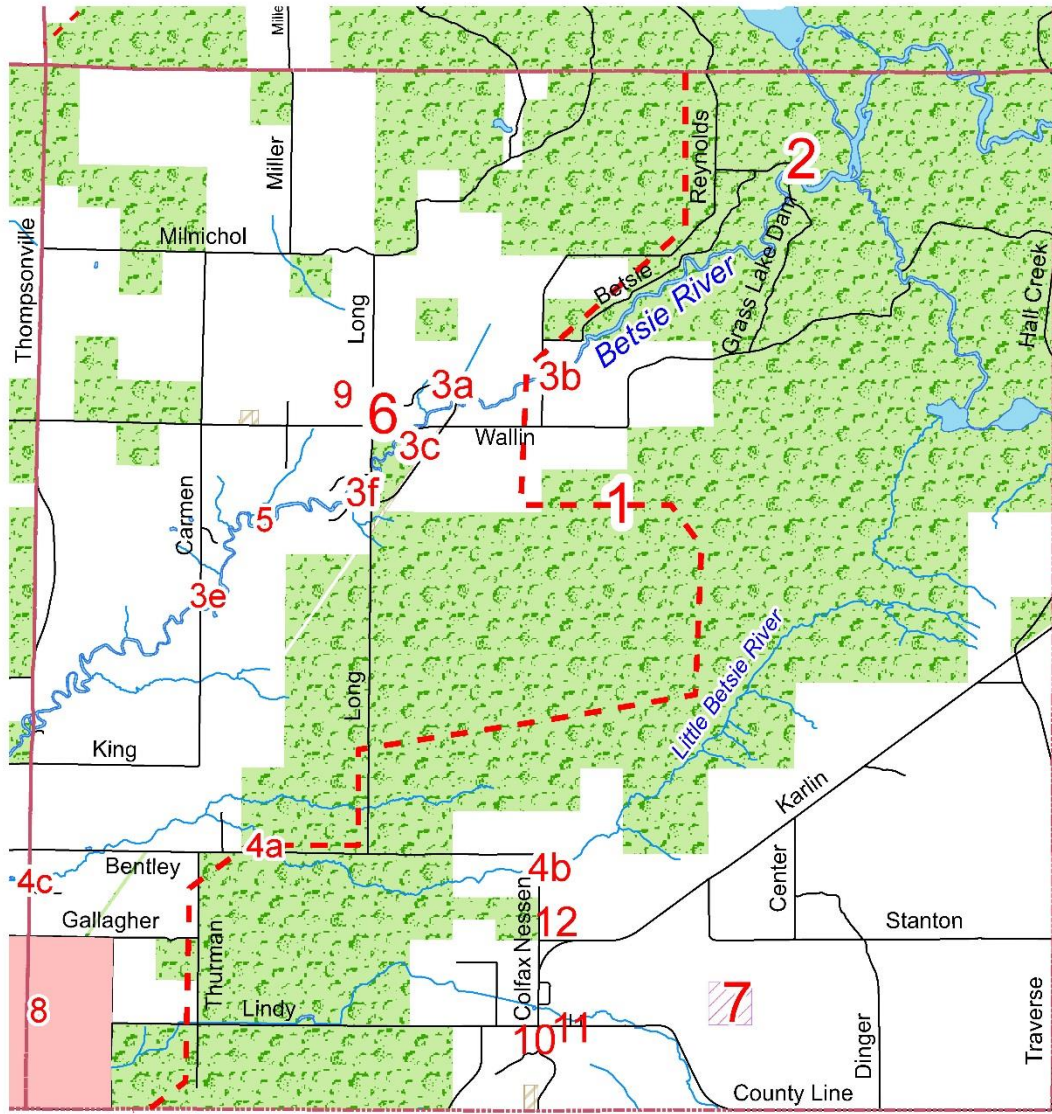 Mille
Thompsonville
Miller
Milnichol
Long
Reynolds
2
Betsie
Betsie River
Grass Lake Dam
Hall Creek
9
6
3a
3b
Wallin
3c
3f
1
Carmen
5
3e
Long
King
Little Betsie River
Karlin
4a
Bentley
4b
4c
Gallagher
Thurman
Colfax Nessen
12
Center
Stanton
8
Lindy
10
11
7
Dinger
Traverse
County Line